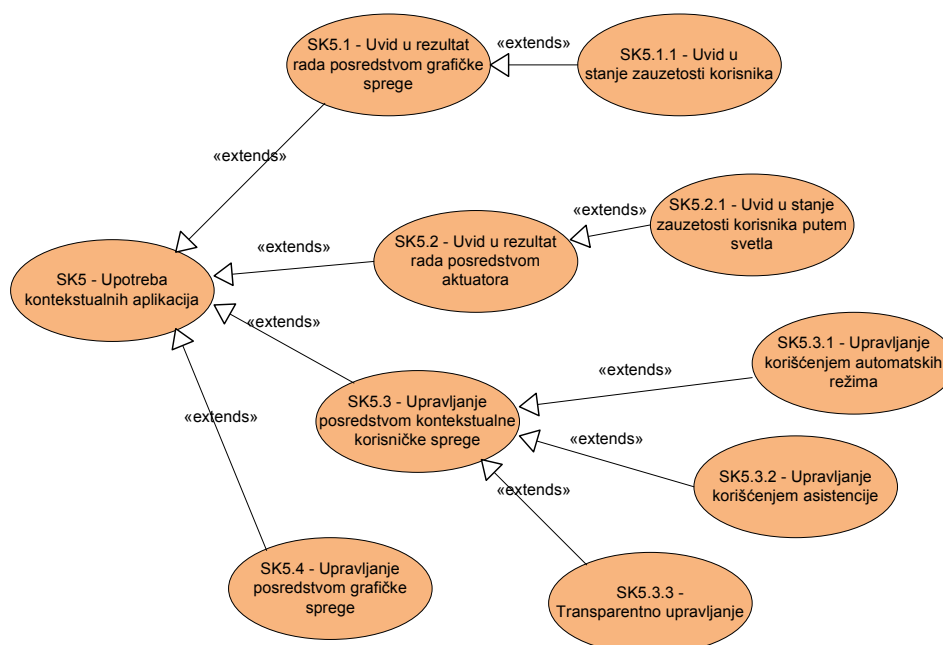 SK5.1 - Uvid u rezultat
rada posredstvom grafičke
sprege
«extends»
SK5.1.1 - Uvid u
stanje zauzetosti korisnika
«extends»
SK5.2.1 - Uvid u stanje
zauzetosti korisnika putem
svetla
«extends»
SK5.2 - Uvid u rezultat
rada posredstvom
aktuatora
«extends»
SK5 - Upotreba
kontekstualnih aplikacija
«extends»
SK5.3 - Upravljanje
posredstvom kontekstualne
korisničke sprege
«extends»
SK5.3.1 - Upravljanje
korišćenjem automatskih
režima
«extends»
SK5.3.2 - Upravljanje
korišćenjem asistencije
«extends»
SK5.3.3 -
Transparentno upravljanje
«extends»
SK5.4 - Upravljanje
posredstvom grafičke
sprege